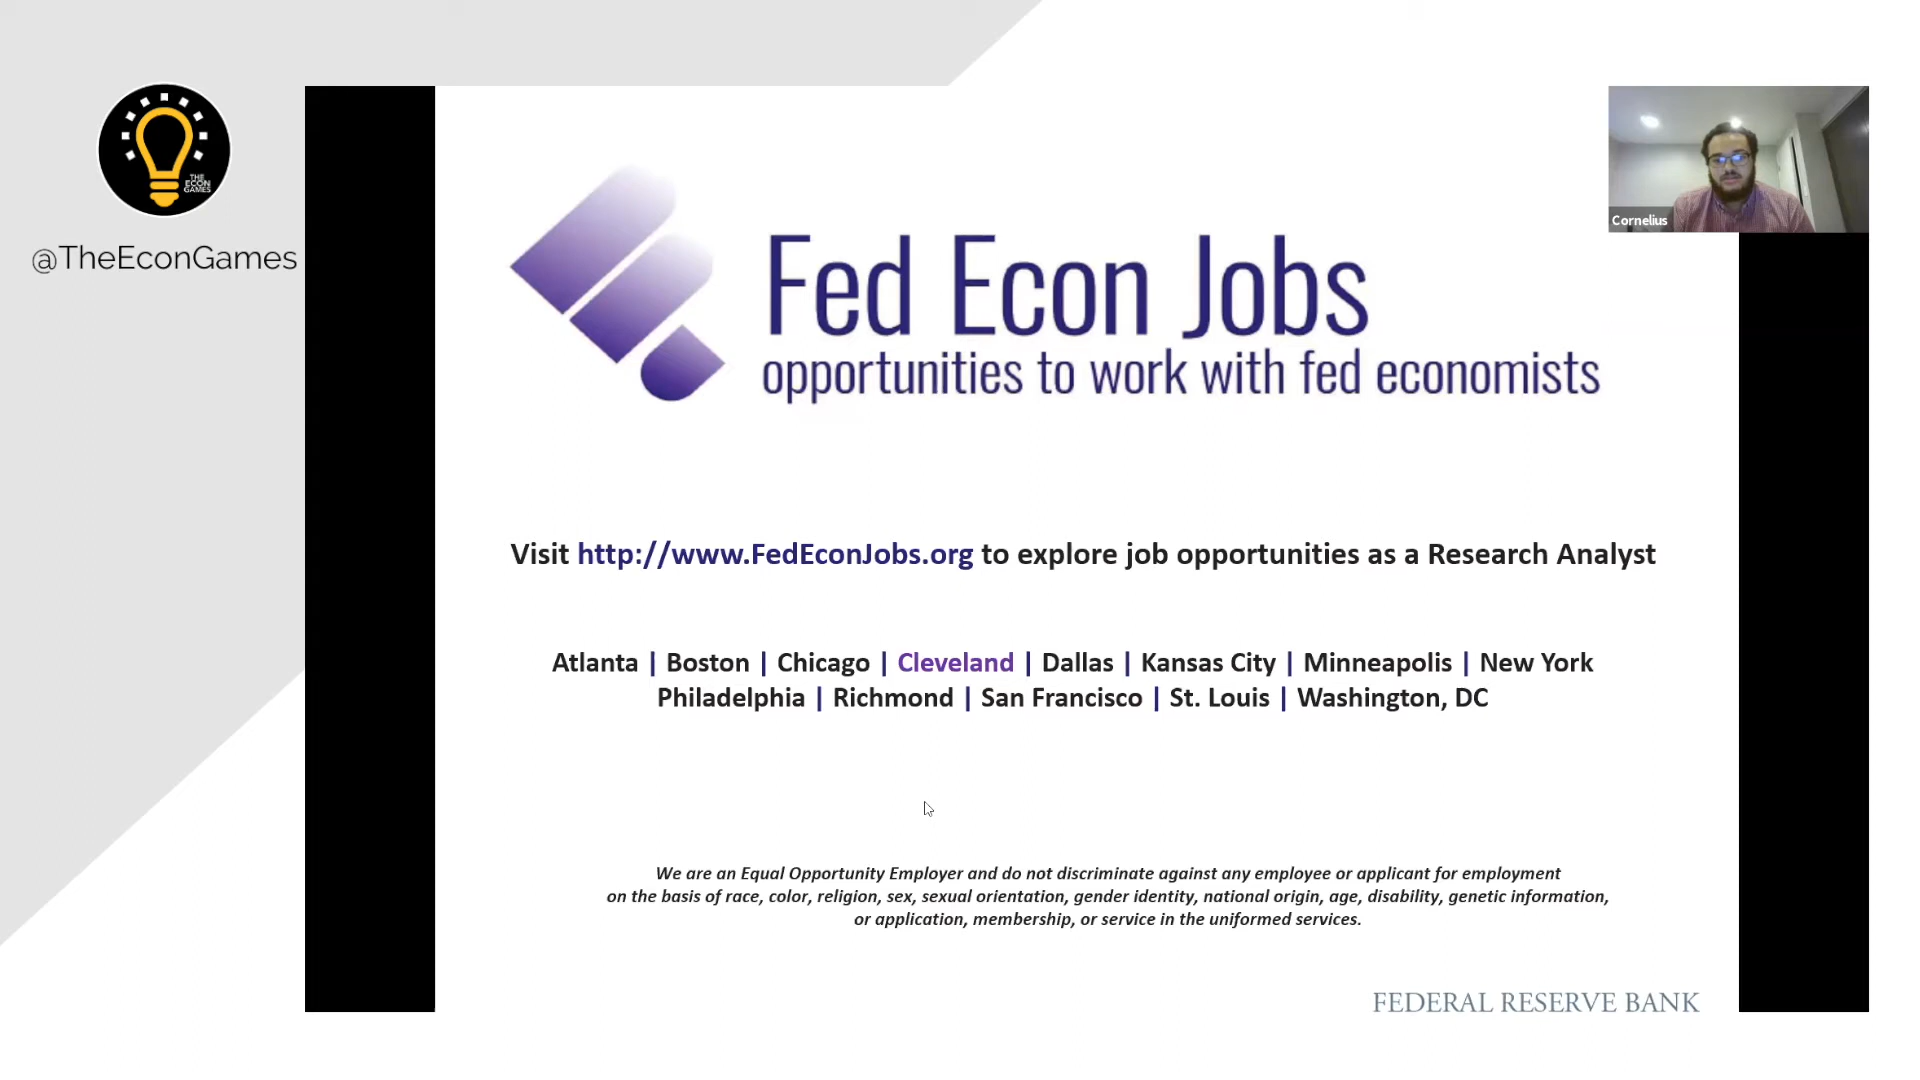 THE
ECON
GAMES
@TheEconGames
Cornelius
Fed Econ Jobs
opportunities to work with fed economists
Visit http://www.FedEconJobs.org to explore job opportunities as a Research Analyst
Atlanta | Boston | Chicago | Cleveland | Dallas | Kansas City | Minneapolis | New York
Philadelphia | Richmond | San Francisco | St. Louis | Washington, DC
We are an Equal Opportunity Employer and do not discriminate against any employee or applicant for employment
on the basis of race, color, religion, sex, sexual orientation, gender identity, national origin, age, disability, genetic information,
or application, membership, or service in the uniformed services.
FEDERAL RESERVE BANK